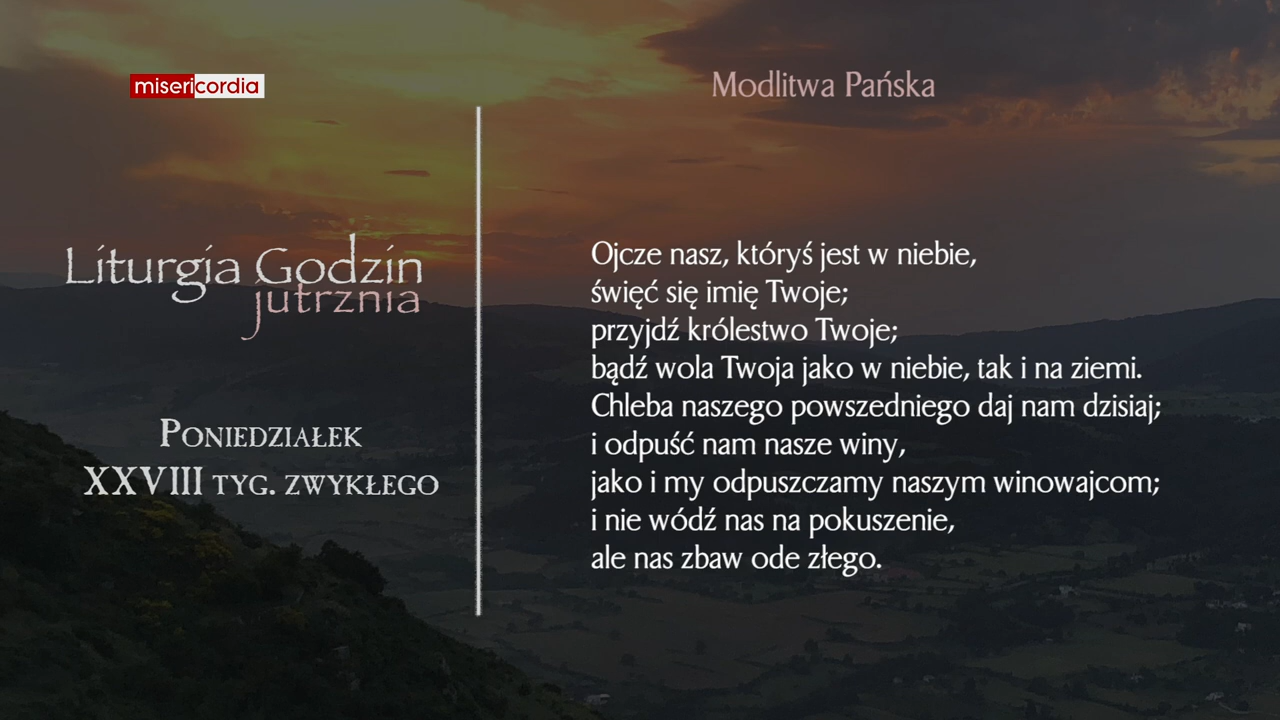 misericordia
Liturgia Godzin
jutrznia
Poniedziałek
XXVIII tyg. zwykłego
Modlitwa Pańska
Ojcze nasz, któryś jest w niebie,
święć się imię Twoje;
przyjdź królestwo Twoje;
bądź wola Twoja jako w niebie, tak i na ziemi.
Chleba naszego powszedniego daj nam dzisiaj;
i odpuść nam nasze winy,
jako i my odpuszczamy naszym winowajcom;
i nie wódź nas na pokuszenie,
ale nas zbaw ode złego.